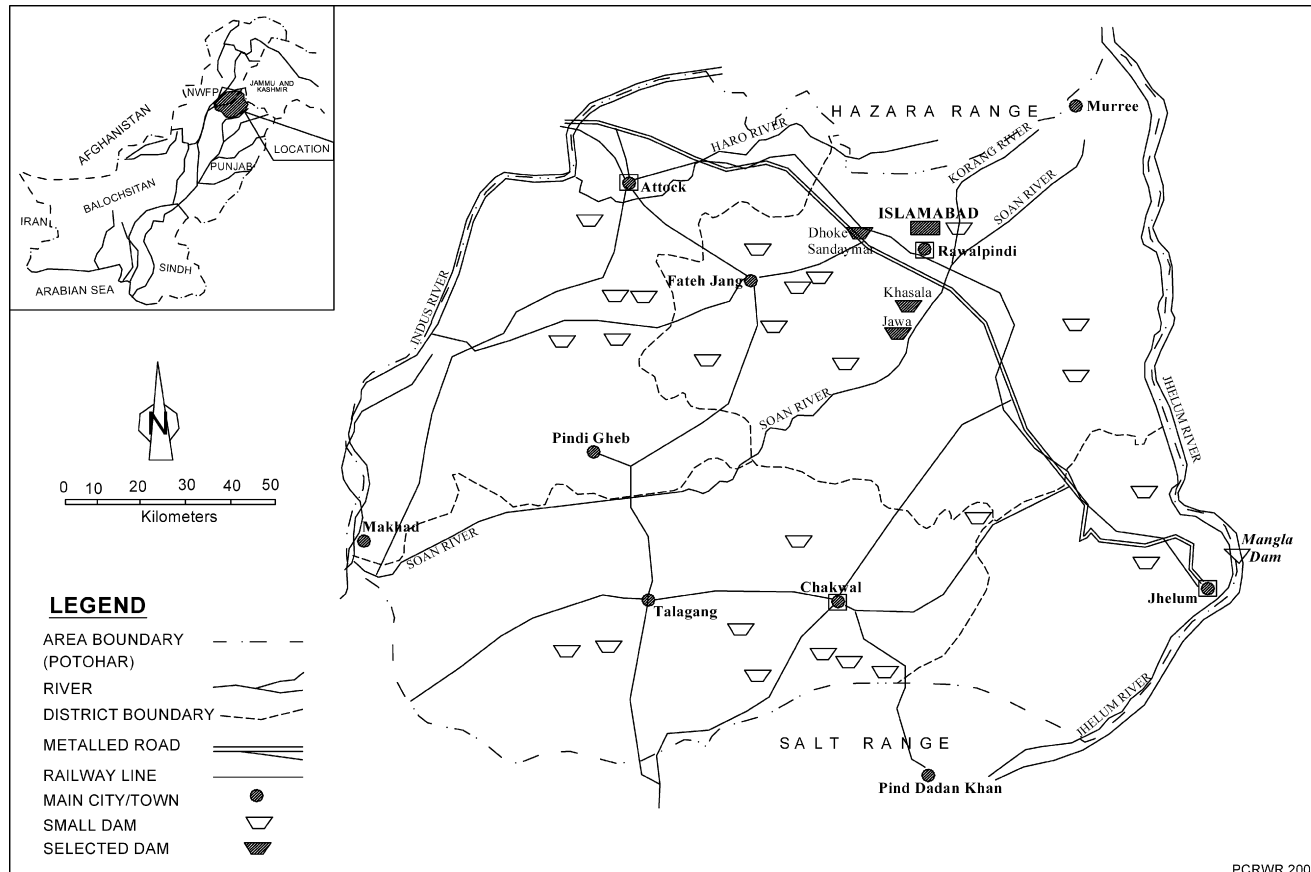 NWFP
JAMMU AND
KASHMIR
AFGHANISTAN
LOCATION
PUNJAB
BALOCHSITAN
IRAN
SINDH
ARABIAN SEA
HAZARA RANGE
Murree
HARO RIVER
KORANG RIVER
Attock
SOAN RIVER
ISLAMABAD
Dhoke
Sandaymar
Rawalpindi
Fateh Jang
Khasala
INDUS RIVER
Jawa
JHELUM RIVER
SOAN RIVER
Pindi Gheb
N
0 10 20 30 40 50
Kilometers
Makhad
SOAN RIVER
Mangla
Dam
Chakwal
Talagang
Jhelum
LEGEND
AREA BOUNDARY
(POTOHAR)
RIVER
DISTRICT BOUNDARY
METALLED ROAD
RAILWAY LINE
MAIN CITY/TOWN
SMALL DAM
SELECTED DAM
JHELUM RIVER
SALT RANGE
Pind Dadan Khan
PCRWR 200